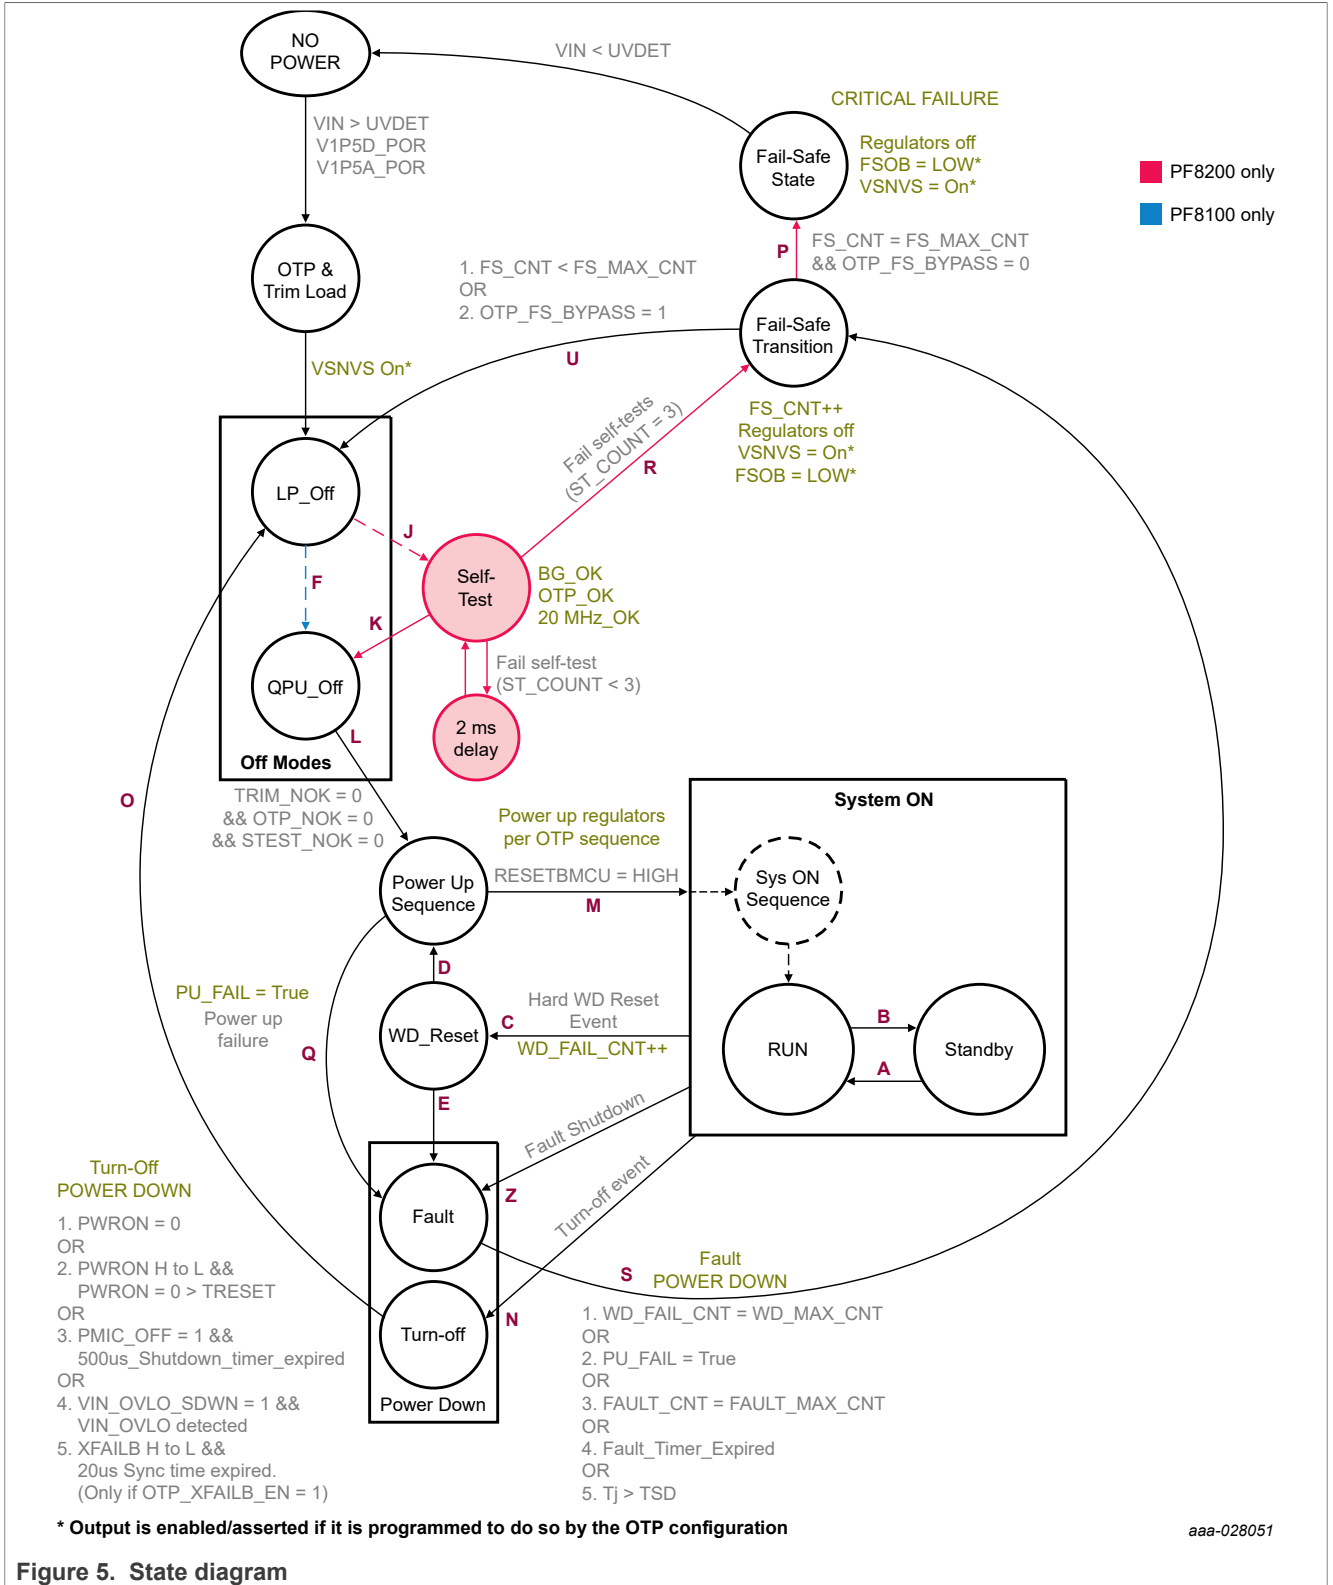 NO
POWER
VIN < UVDET
CRITICAL FAILURE
VIN > UVDET
V1P5D_POR
V1P5A_POR
Fail-Safe
State
Regulators off
FSOB = LOW*
VSNVS = On*
PF8200 only
PF8100 only
P
FS_CNT = FS_MAX_CNT
&& OTP_FS_BYPASS = 0
OTP &
Trim Load
1. FS_CNT < FS_MAX_CNT
OR
2. OTP_FS_BYPASS = 1
Fail-Safe
Transition
U
VSNVS On*
FS_CNT++
Regulators off
VSNVS = On*
FSOB = LOW*
Fail self-tests
(ST_COUNT = 3)
R
LP_Off
J
F
Self-
Test
BG_OK
OTP_OK
20 MHz_OK
K
QPU_Off
Fail self-test
(ST_COUNT < 3)
L
2 ms
delay
Off Modes
O
TRIM_NOK = 0
&& OTP_NOK = 0
&& STEST_NOK = 0
Power up regulators
per OTP sequence
System ON
Power Up
Sequence
RESETBMCU = HIGH
M
Sys ON
Sequence
D
PU_FAIL = True
Power up
failure
Q
WD_Reset
C
Hard WD Reset
Event
WD_FAIL_CNT++
RUN
B
A
Standby
E
Fault Shutdown
Z
Turn-off event
Turn-Off
POWER DOWN
1. PWRON = 0
OR
2. PWRON H to L &&
PWRON = 0 > TRESET
OR
3. PMIC_OFF = 1 &&
500us_Shutdown_timer_expired
OR
4. VIN_OVLO_SDWN = 1 &&
VIN_OVLO detected
5. XFAILB H to L &&
20us Sync time expired.
(Only if OTP_XFAILB_EN = 1)
Fault
Turn-off
Power Down
S
Fault
POWER DOWN
N
1. WD_FAIL_CNT = WD_MAX_CNT
OR
2. PU_FAIL = True
OR
3. FAULT_CNT = FAULT_MAX_CNT
OR
4. Fault_Timer_Expired
OR
5. Tj > TSD
* Output is enabled/asserted if it is programmed to do so by the OTP configuration
aaa-028051
Figure 5. State diagram